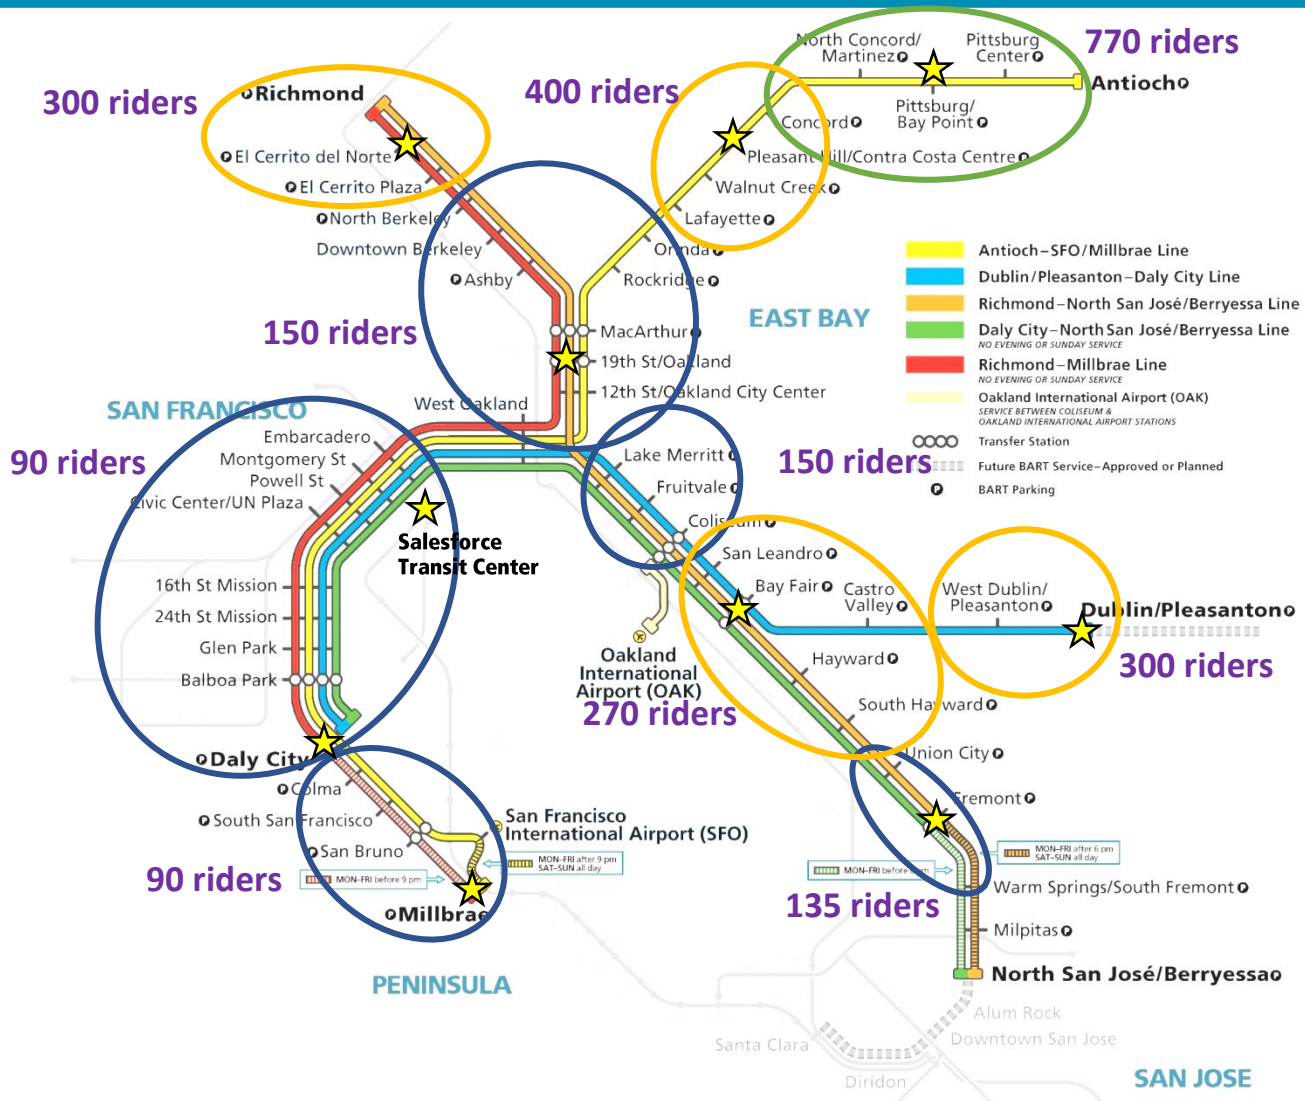 770 riders
North Concord/
Martinez
Pittsburg
Center
Antioch
400 riders
300 riders
Richmond
Pittsburg/
Bay Point
Concord
El Cerrito del Norte
Pleasant Hill/Contra Costa Centre
El Cerrito Plaza
Walnut Creek
North Berkeley
Lafayette
Downtown Berkeley
Orinda
Ashby
Rockridge
Antioch–SFO/Millbrae Line
Dublin/Pleasanton–Daly City Line
Richmond–North San José/Berryessa Line
Daly City–North San José/Berryessa Line
NO EVENING OR SUNDAY SERVICE
Richmond–Millbrae Line
NO EVENING OR SUNDAY SERVICE
Oakland International Airport (OAK)
SERVICE BETWEEN COLISEUM &
OAKLAND INTERNATIONAL AIRPORT STATIONS
Transfer Station
Future BART Service–Approved or Planned
P BART Parking
EAST BAY
150 riders
MacArthur
19th St/Oakland
12th St/Oakland City Center
SAN FRANCISCO
West Oakland
Embarcadero
Montgomery St
Powell St
Civic Center/UN Plaza
90 riders
Lake Merritt
150 riders
Fruitvale
Coliseum
San Leandro
Bay Fair
Castro
Valley
West Dublin/
Pleasanton
Dublin/Pleasanton
300 riders
Salesforce
Transit Center
16th St Mission
24th St Mission
Glen Park
Balboa Park
Oakland
International
Airport (OAK)
270 riders
Hayward
South Hayward
Union City
Fremont
Daly City
Colma
South San Francisco
San Bruno
San Francisco
International Airport (SFO)
MON–FRI after 9 pm
SAT–SUN all day
MON–FRI before 9 pm
90 riders
Millbrae
MON–FRI after 6 pm
SAT–SUN all day
MON–FRI before
135 riders
Warm Springs/South Fremont
Milpitas
North San José/Berryessa
PENINSULA
Alum Rock
Downtown San Jose
Santa Clara
Diridon
SAN JOSE